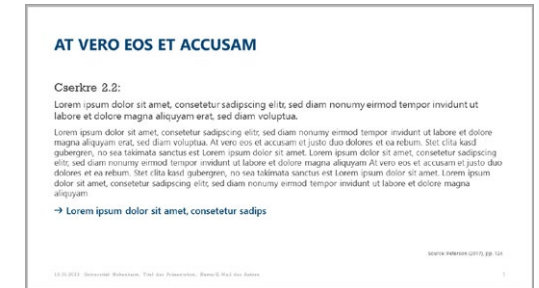 AT VERO EOS ET ACCUSAM
Cserkre 2.2:
Lorem ipsum dolor sit amet, consetetur sadipscing elitr, sed diam nonumy eirmod tempor invidunt ut
labore et dolore magna aliquyam erat, sed diam voluptua.
Lorem ipsum dolor sit amet, consetetur sadipscing elitr, sed diam nonumy eirmod tempor invidunt ut labore et dolore
magna aliquyam erat, sed diam voluptua. At vero eos et accusam et justo duo dolores et ea rebum. Stet clita kasd
gubergren, no sea takimata sanctus est Lorem ipsum dolor sit amet. Lorem ipsum dolor sit amet, consetetur sadipscing
elitr, sed diam nonumy eirmod tempor invidunt ut labore et dolore magna aliquyam At vero eos et accusam et justo duo
dolores et ea rebum. Stet clita kasd gubergren, no sea takimata sanctus est Lorem ipsum dolor sit amet. Lorem ipsum
dolor sit amet, consetetur sadipscing elitr, sed diam nonumy eirmod tempor invidunt ut labore et dolore magna
aliquyam
→ Lorem ipsum dolor sit amet, consetetur sadips
(2017), pp.